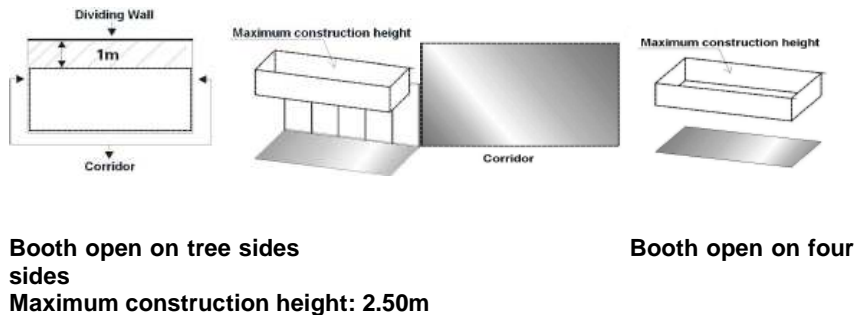 Dividing Wall
1m
Corridor
Maximum construction height
Corridor
Maximum construction height
Booth open on tree sides Booth open on four
sides
Maximum construction height: 2.50m